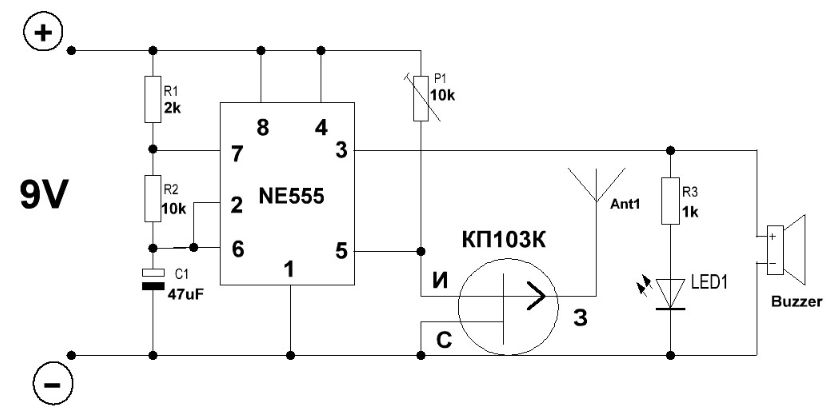 +
R1
2k
P1
10k
8
4
7
3
9V
R2
10k
2
NE555
Ant1
R3
1k
6
5
КП103К
C1
47uF
1
И
З
С
LED1
+
−
Buzzer
−